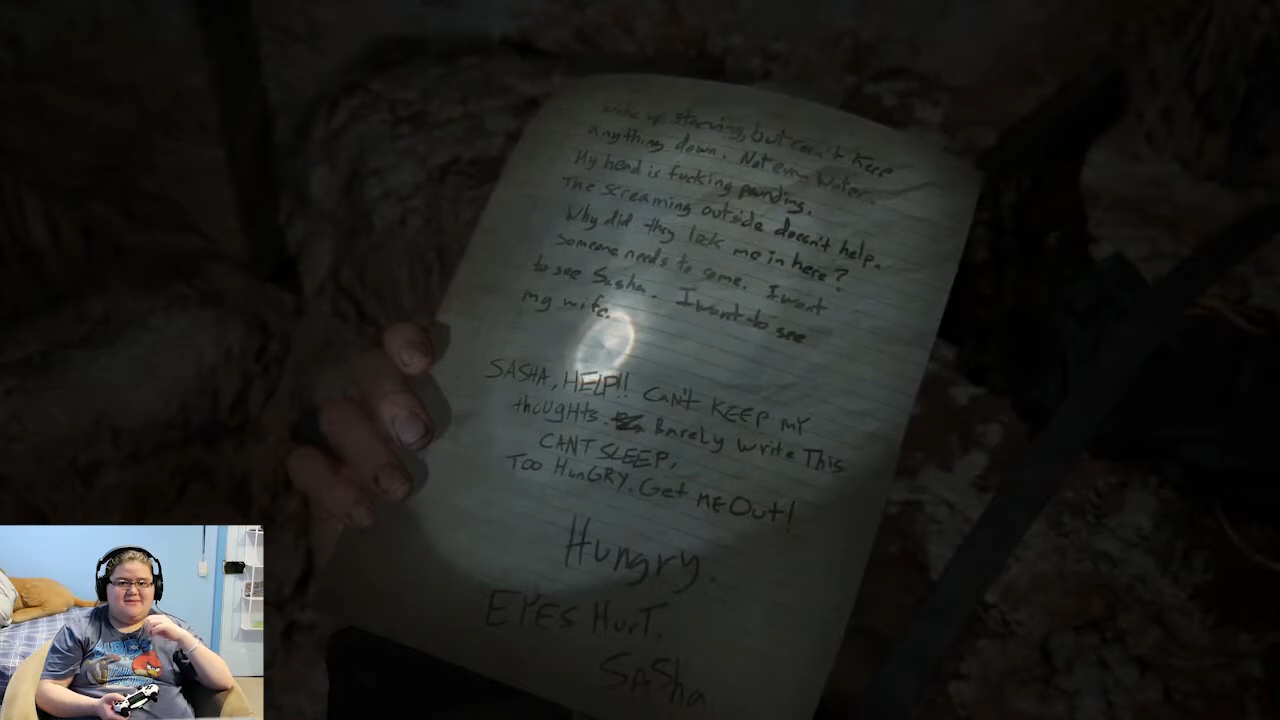 Woke up starving, but can't keep
anything down. Not even water.
My head is fucking pounding.
The screaming outside doesn't help.
Why did they lock me in here?
Someone needs to come. I want
to see Sasha. I want to see
my wife.
SASHA, HELP!! CAN'T KEEP MY
thoUgHts. Barely write This
CANT SLEEP,
TOO HunGRY. Get ME Out!
Hungry.
EYES HurT.
SASha